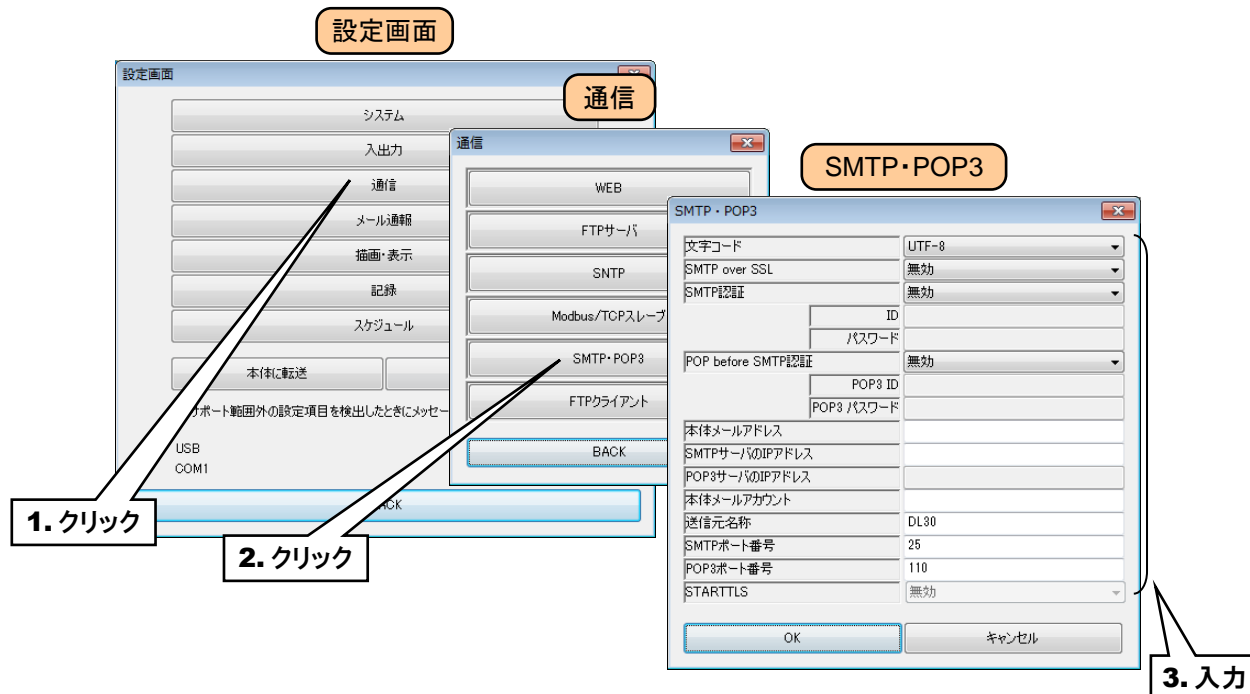 設定画面
設定画面
システム
入出力
通信
メール通報
描画・表示
記録
スケジュール
本体に転送
サポート範囲外の設定項目を検出したときにメッセー
USB
COM1
1. クリック
通信
通信
WEB
FTPサーバ
SNTP
Modbus/TCPスレーブ
SMTP・POP3
FTPクライアント
BACK
2. クリック
SMTP・POP3
SMTP・POP3
文字コード UTF-8
SMTP over SSL 無効
SMTP認証 無効
ID
パスワード
POP before SMTP認証 無効
POP3 ID
POP3 パスワード
本体メールアドレス
SMTPサーバのIPアドレス
POP3サーバのIPアドレス
本体メールアカウント
送信元名称 DL30
SMTPポート番号 25
POP3ポート番号 110
STARTTLS 無効
OK キャンセル
3. 入力